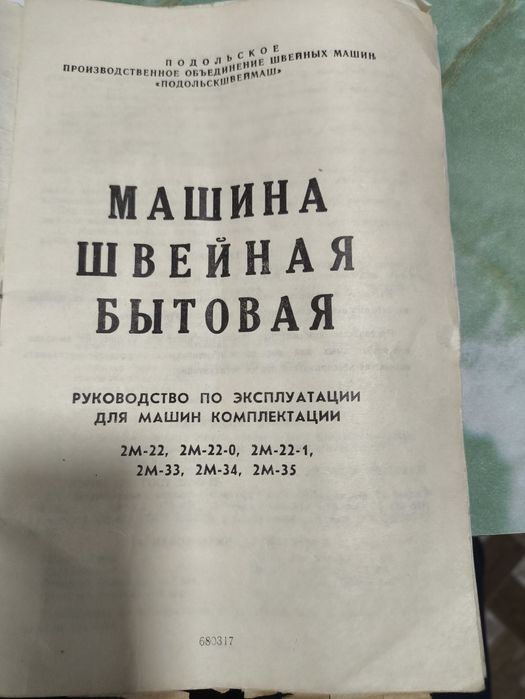 ПОДОЛЬСКОЕ
ПРОИЗВОДСТВЕННОЕ ОБЪЕДИНЕНИЕ ШВЕЙНЫХ МАШИН
«ПОДОЛЬСКШВЕЙМАШ»
МАШИНА
ШВЕЙНАЯ
БЫТОВАЯ
РУКОВОДСТВО ПО ЭКСПЛУАТАЦИИ
ДЛЯ МАШИН КОМПЛЕКТАЦИИ
2М-22, 2М-22-0, 2М-22-1,
2М-33, 2М-34, 2М-35
680317